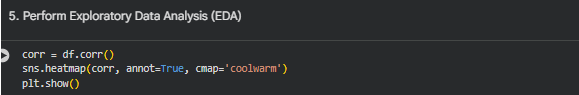 5. Perform Exploratory Data Analysis (EDA)
corr = df.corr()
sns.heatmap(corr, annot=True, cmap='coolwarm')
plt.show()